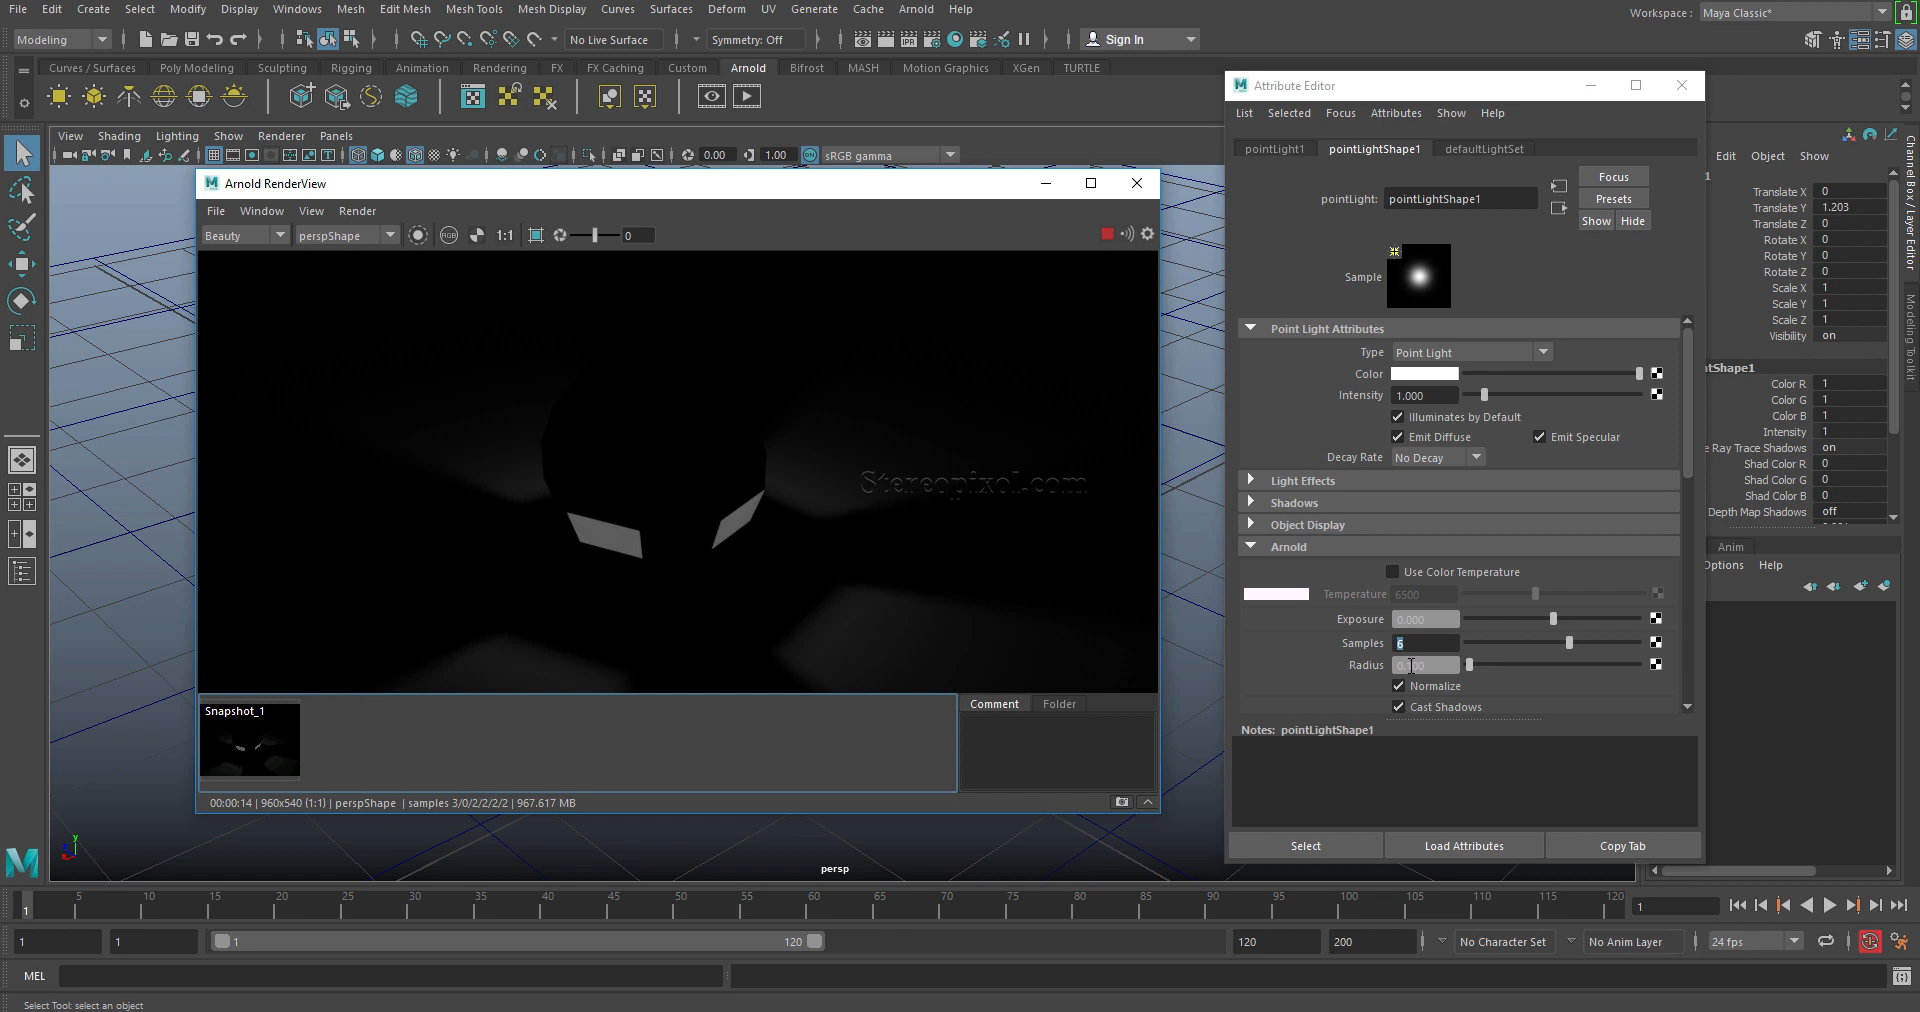 File Edit Create Select Modify Display Windows Mesh Edit Mesh Mesh Tools Mesh Display Curves Surfaces Deform UV Generate Cache Arnold Help
Workspace : Maya Classic*
Modeling No Live Surface Symmetry: Off Sign In
Curves / Surfaces Poly Modeling Sculpting Rigging Animation Rendering FX FX Caching Custom Arnold Bifrost MASH Motion Graphics XGen TURTLE
View Shading Lighting Show Renderer Panels
0.00 1.00 sRGB gamma
Arnold RenderView
File Window View Render
Beauty perspShape RGB 1:1 0
Stereopixol.com
Snapshot_1
Comment Folder
00:00:14 | 960x540 (1:1) | perspShape | samples 3/0/2/2/2/2 | 967.617 MB
persp
Attribute Editor
List Selected Focus Attributes Show Help
pointLight1 pointLightShape1 defaultLightSet
pointLight: pointLightShape1
Focus
Presets
Show Hide
Sample
Point Light Attributes
Type Point Light
Color
Intensity 1.000
Illuminates by Default
Emit Diffuse Emit Specular
Decay Rate No Decay
Light Effects
Shadows
Object Display
Arnold
Use Color Temperature
Temperature 6500
Exposure 0.000
Samples 6
Radius 0.100
Normalize
Cast Shadows
Notes: pointLightShape1
Select Load Attributes Copy Tab
Edit Object Show
1
Translate X 0
Translate Y 1.203
Translate Z 0
Rotate X 0
Rotate Y 0
Rotate Z 0
Scale X 1
Scale Y 1
Scale Z 1
Visibility on
tShape1
Color R 1
Color G 1
Color B 1
Intensity 1
e Ray Trace Shadows on
Shad Color R 0
Shad Color G 0
Shad Color B 0
Depth Map Shadows off
Anim
Options Help
Channel Box / Layer Editor
Modeling Toolkit
1 5 10 15 20 25 30 35 40 45 50 55 60 65 70 75 80 85 90 95 100 105 110 115 120 1
1 1 1 120 120 200 No Character Set No Anim Layer 24 fps
MEL
Select Tool: select an object